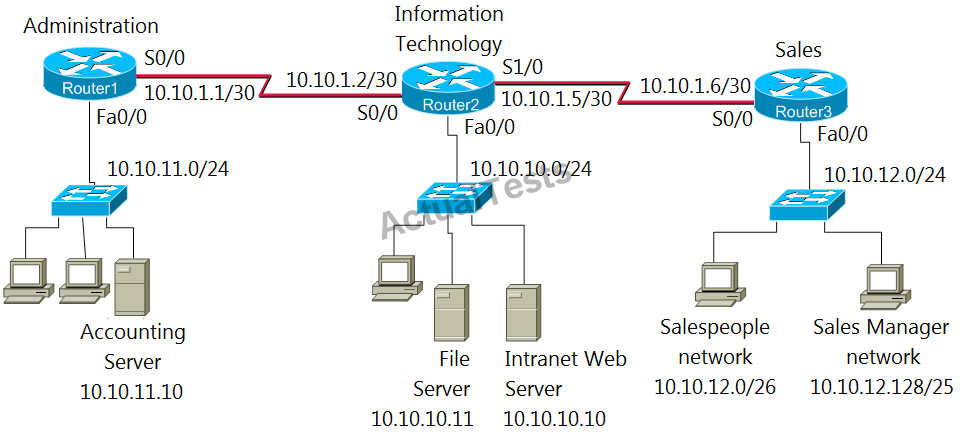 Administration
Information
Technology
Sales
S0/0
10.10.1.1/30
Router1
Fa0/0
10.10.1.2/30
S0/0
Router2
S1/0
10.10.1.5/30
Fa0/0
10.10.1.6/30
S0/0
Router3
Fa0/0
10.10.11.0/24
10.10.10.0/24
10.10.12.0/24
ActualTests
Accounting
Server
10.10.11.10
File
Server
10.10.10.11
Intranet Web
Server
10.10.10.10
Salespeople
network
10.10.12.0/26
Sales Manager
network
10.10.12.128/25